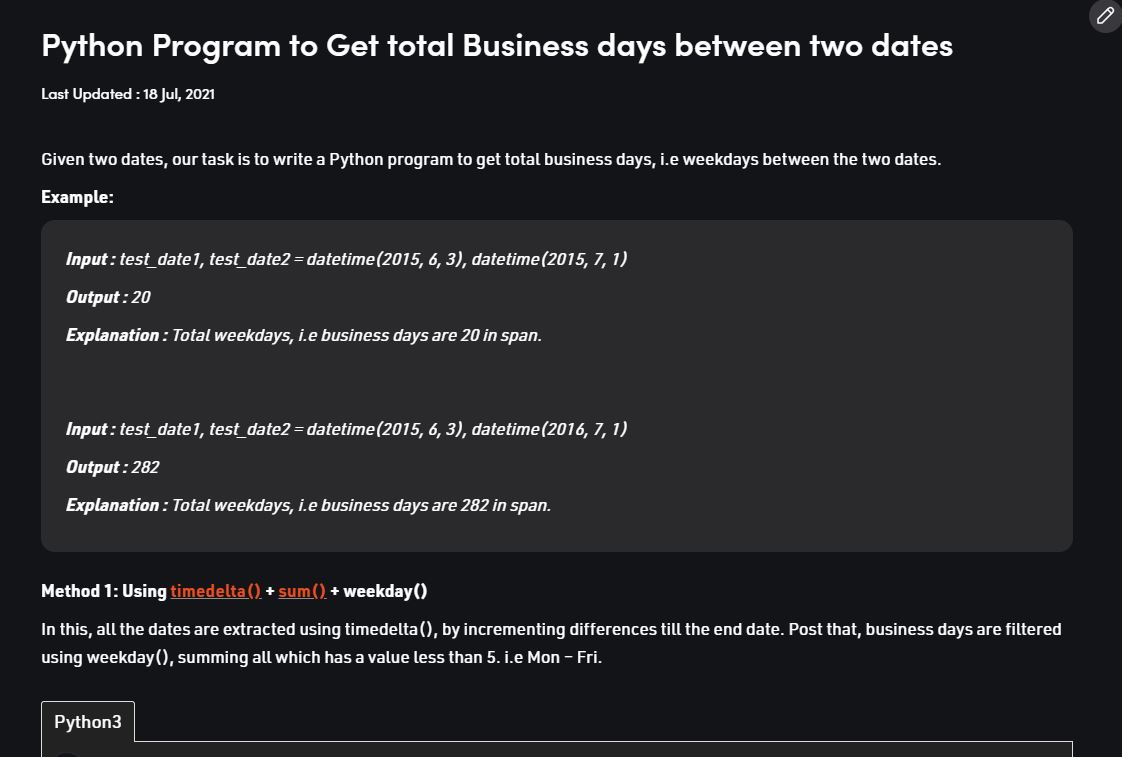 Python Program to Get total Business days between two dates
Last Updated : 18 Jul, 2021
Given two dates, our task is to write a Python program to get total business days, i.e weekdays between the two dates.
Example:
Input : test_date1, test_date2 = datetime(2015, 6, 3), datetime(2015, 7, 1)
Output : 20
Explanation : Total weekdays, i.e business days are 20 in span.
Input : test_date1, test_date2 = datetime(2015, 6, 3), datetime(2016, 7, 1)
Output : 282
Explanation : Total weekdays, i.e business days are 282 in span.
Method 1: Using timedelta() + sum() + weekday()
In this, all the dates are extracted using timedelta(), by incrementing differences till the end date. Post that, business days are filtered
using weekday(), summing all which has a value less than 5. i.e Mon – Fri.
Python3